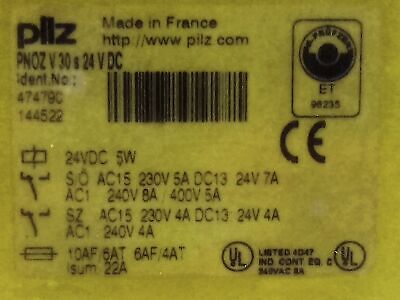 pilz
Made in France
http://www pilz com
PNOZ V 30 s 24 V DC
Ident.No.:
474790
144522
ET
96235
CE
24VDC 5W
S/Ö AC15 230V 5A DC13 24V 7A
AC1 240V 8A / 400V 5A
SZ AC15 230V 4A DC13 24V 4A
AC1 240V 4A
10AF/6AT 6AF/4AT
Isum 22A
UL
LISTED 4D47
IND. CONT. EQ.
240VAC 8A
UL